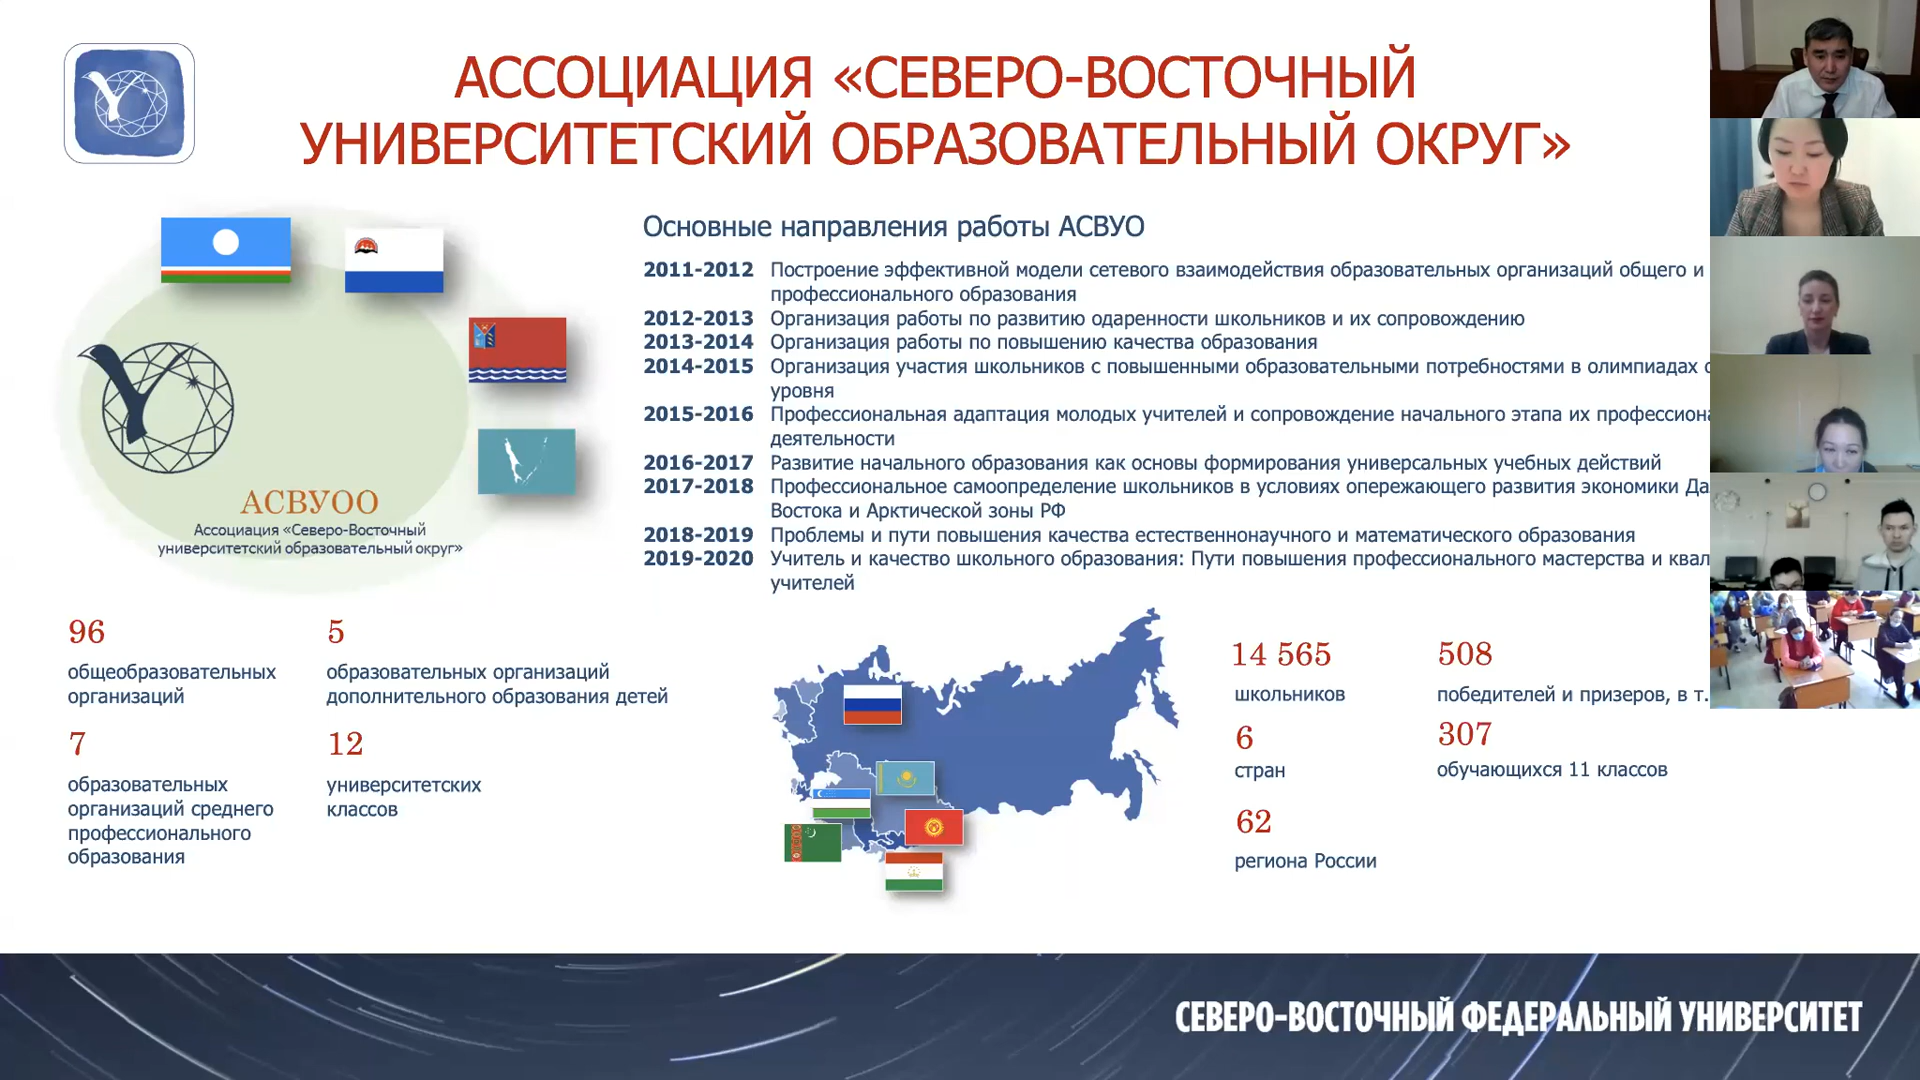 АССОЦИАЦИЯ «СЕВЕРО-ВОСТОЧНЫЙ
УНИВЕРСИТЕТСКИЙ ОБРАЗОВАТЕЛЬНЫЙ ОКРУГ»
АСВУОО
Ассоциация «Северо-Восточный
университетский образовательный округ»
Основные направления работы АСВУО
2011-2012 Построение эффективной модели сетевого взаимодействия образовательных организаций общего и
профессионального образования
2012-2013 Организация работы по развитию одаренности школьников и их сопровождению
2013-2014 Организация работы по повышению качества образования
2014-2015 Организация участия школьников с повышенными образовательными потребностями в олимпиадах
уровня
2015-2016 Профессиональная адаптация молодых учителей и сопровождение начального этапа их
деятельности
2016-2017 Развитие начального образования как основы формирования универсальных учебных действий
2017-2018 Профессиональное самоопределение школьников в условиях опережающего развития экономики
Востока и Арктической зоны РФ
2018-2019 Проблемы и пути повышения качества естественнонаучного и математического образования
2019-2020 Учитель и качество школьного образования: Пути повышения профессионального мастерства и
учителей
96
общеобразовательных
организаций
5
образовательных организаций
дополнительного образования детей
7
образовательных
организаций среднего
профессионального
образования
12
университетских
классов
14 565
школьников
508
победителей и призеров, в т.
6
стран
307
обучающихся 11 классов
62
региона России
СЕВЕРО-ВОСТОЧНЫЙ ФЕДЕРАЛЬНЫЙ УНИВЕРСИТЕТ